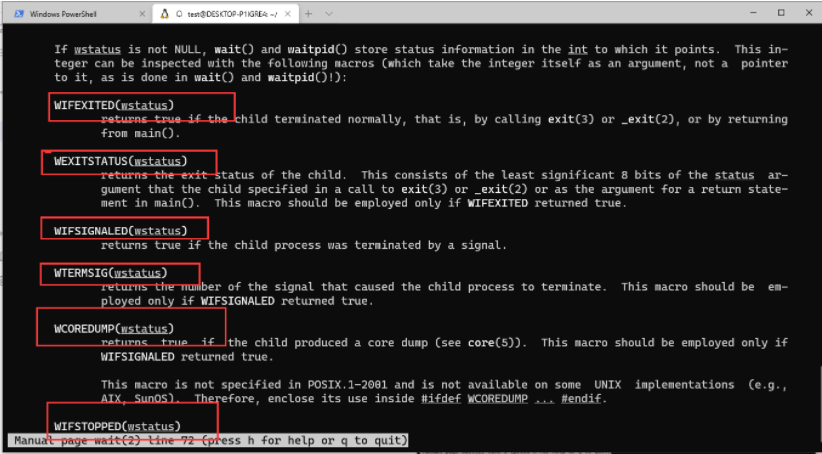 Windows PowerShell
test@DESKTOP-P1IGRE4: ~/
If wstatus is not NULL, wait() and waitpid() store status information in the int to which it points.  This in-
teger can be inspected with the following macros (which take the integer itself as an argument, not a  pointer
to it, as is done in wait() and waitpid()!):
WIFEXITED(wstatus)
returns true if the child terminated normally, that is, by calling exit(3) or _exit(2), or by returning
from main().
WEXITSTATUS(wstatus)
returns the exit status of the child.  This consists of the least significant 8 bits of the status  ar-
gument that the child specified in a call to exit(3) or _exit(2) or as the argument for a return state-
ment in main().  This macro should be employed only if WIFEXITED returned true.
WIFSIGNALED(wstatus)
returns true if the child process was terminated by a signal.
WTERMSIG(wstatus)
returns the number of the signal that caused the child process to terminate.  This macro should be  em-
ployed only if WIFSIGNALED returned true.
WCOREDUMP(wstatus)
returns  true  if  the child produced a core dump (see core(5)).  This macro should be employed only if
WIFSIGNALED returned true.
This macro is not specified in POSIX.1-2001 and is not available on some  UNIX  implementations  (e.g.,
AIX, SunOS).  Therefore, enclose its use inside #ifdef WCOREDUMP ... #endif.
WIFSTOPPED(wstatus)
Manual page wait(2) line 72 (press h for help or q to quit)